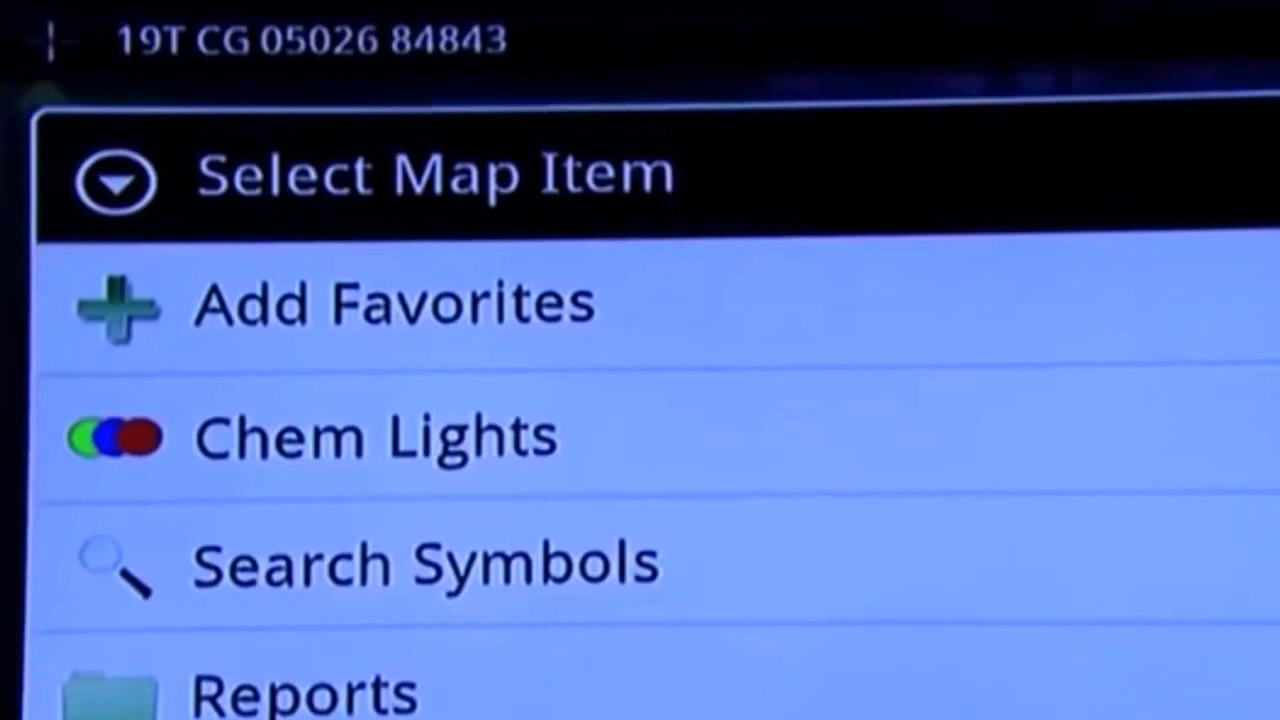 19T CG 05026 84843
Select Map Item
Add Favorites
Chem Lights
Search Symbols
Reports